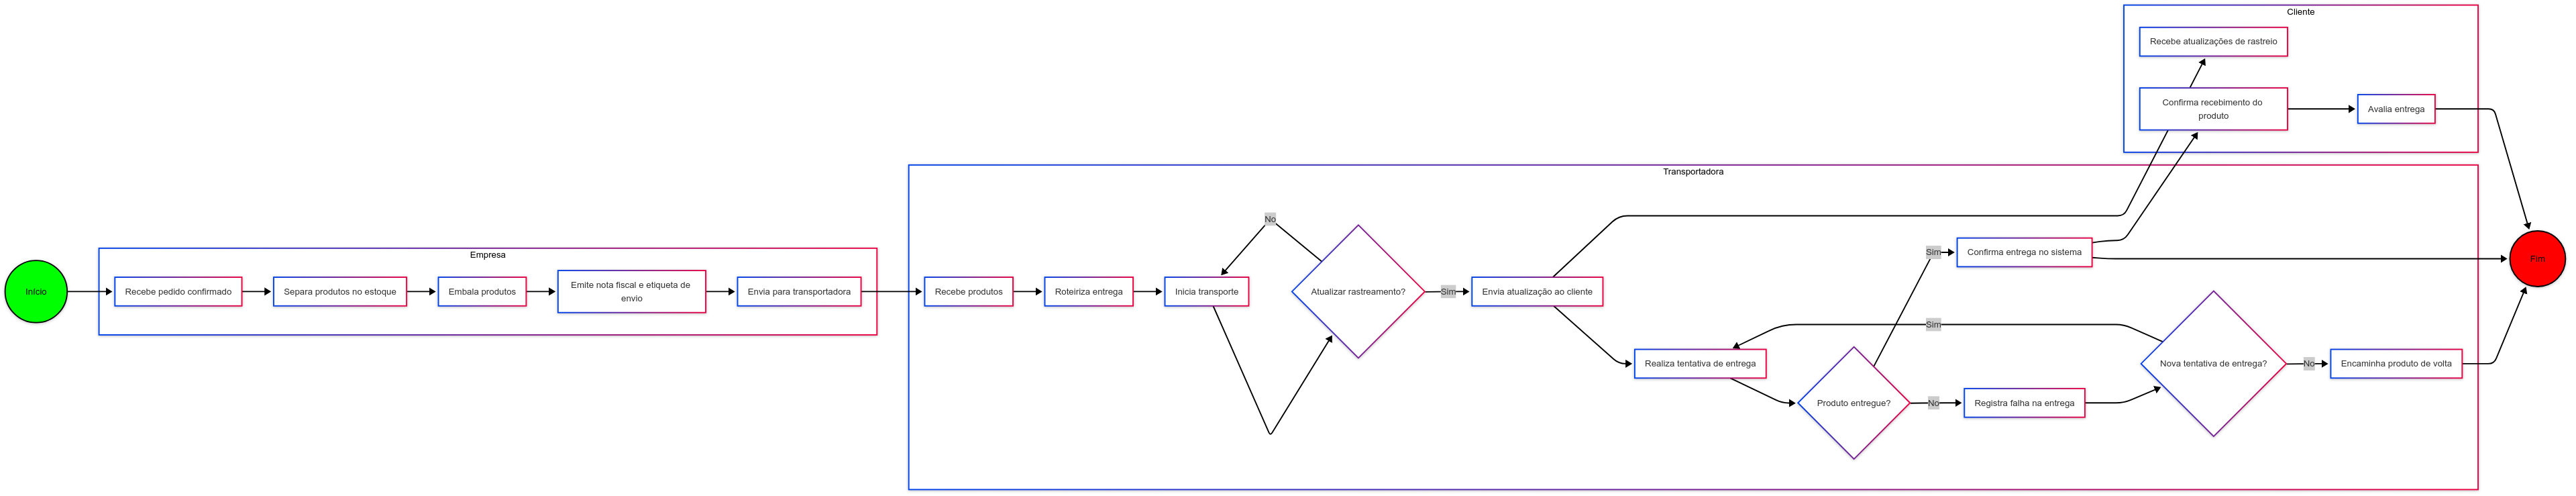 Cliente
Recebe atualizações de rastreio
Confirma recebimento do
produto
Avalia entrega
Transportadora
No
Empresa
Confirma entrega no sistema
Sim
Fim
Início
Recebe pedido confirmado
Separa produtos no estoque
Embala produtos
Emite nota fiscal e etiqueta de
envio
Envia para transportadora
Recebe produtos
Roteiriza entrega
Inicia transporte
Atualizar rastreamento?
Sim
Envia atualização ao cliente
Sim
Realiza tentativa de entrega
Nova tentativa de entrega?
No
Encaminha produto de volta
Produto entregue?
No
Registra falha na entrega